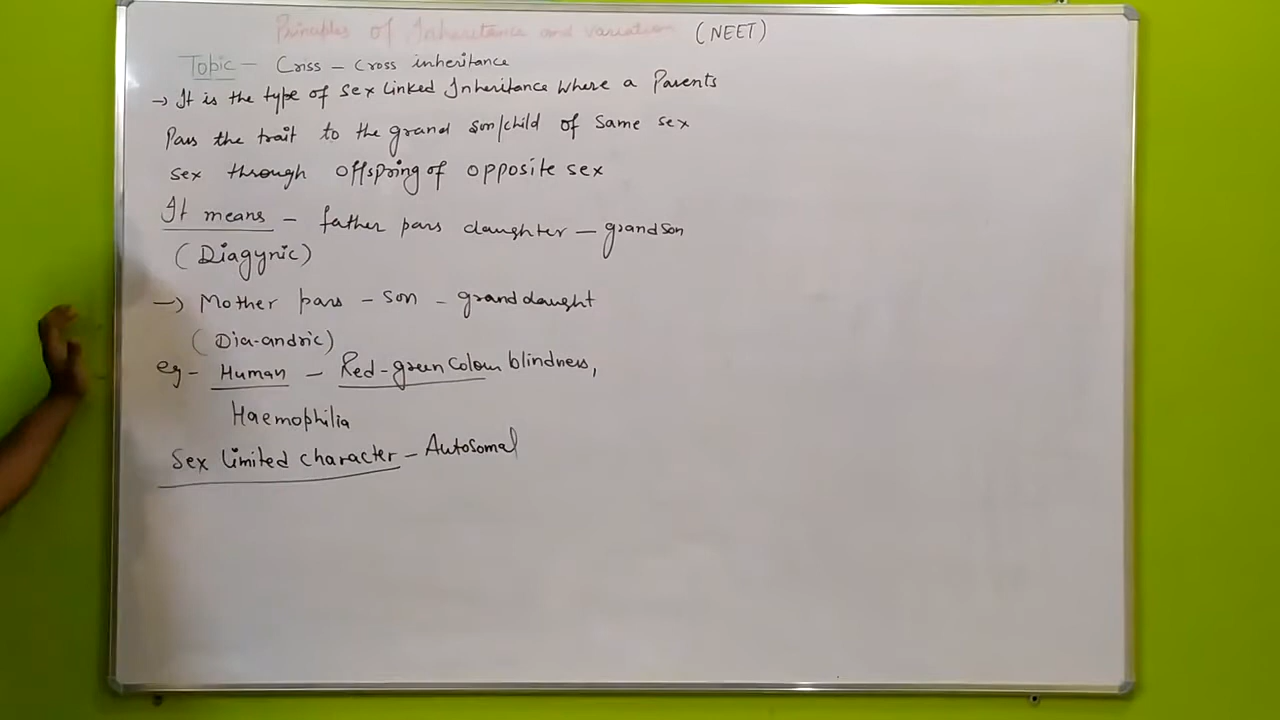 Principles of Inheritance and variation (NEET)
Topic - Criss - Cross inheritance
→ It is the type of Sex linked Inheritance where a Parents
Pass the trait to the grand son/child of same sex
sex through offspring of opposite sex
It means - father pass daughter - grandson
(Diagynic)
→ Mother pass - son - granddaught
(Dia-andric)
eg - Human - Red-green Colour blindness,
Haemophilia
Sex limited character - Autosomal